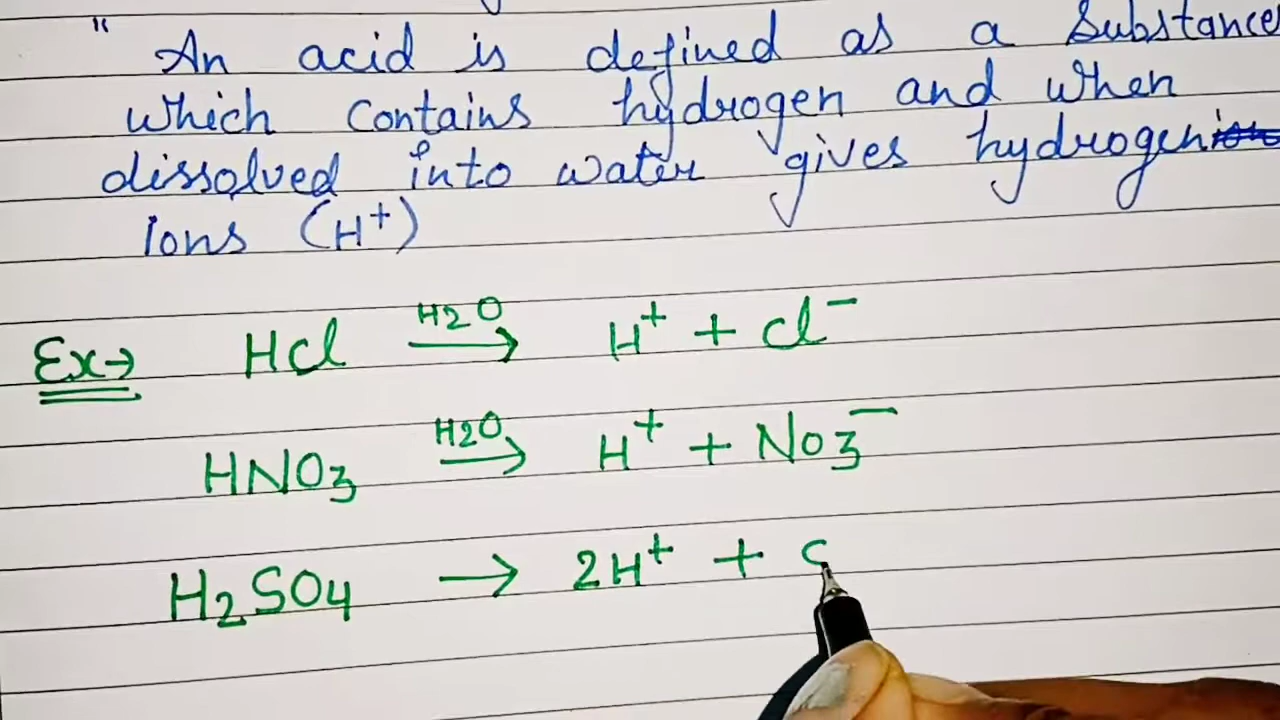 " An acid is defined as a Substance
which contains hydrogen and when
dissolved into water gives hydrogen
ions (H⁺)
Ex→ HCl H2O→ H⁺ + Cl⁻
HNO₃ H2O→ H⁺ + No₃⁻
H₂SO₄ → 2H⁺ + S